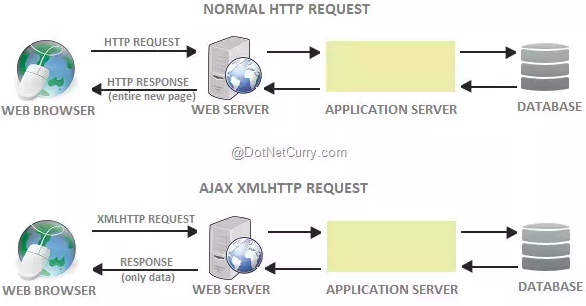 NORMAL HTTP REQUEST
HTTP REQUEST
HTTP RESPONSE
(entire new page)
WEB BROWSER
WEB SERVER
APPLICATION SERVER
DATABASE
@DotNetCurry.com
AJAX XMLHTTP REQUEST
XMLHTTP REQUEST
RESPONSE
(only data)
WEB BROWSER
WEB SERVER
APPLICATION SERVER
DATABASE